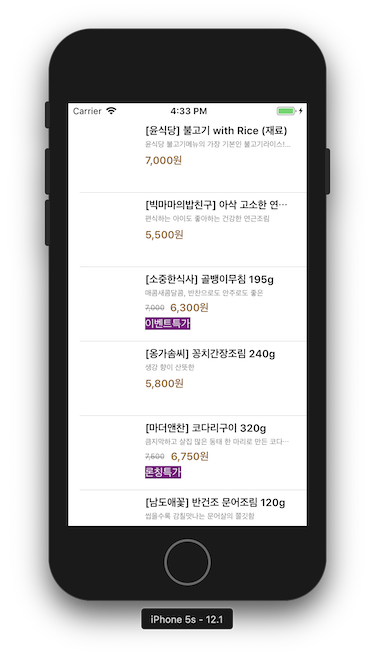 Carrier 4:33 PM
[윤식당] 불고기 with Rice (재료)
윤식당 불고기메뉴의 가장 기본인 불고기라이스!…
7,000원
[빅마마의밥친구] 아삭 고소한 연…
편식하는 아이도 좋아하는 건강한 연근조림
5,500원
[소중한식사] 골뱅이무침 195g
매콤새콤달콤, 반찬으로도 안주로도 좋은
7,000 6,300원
이벤트특가
[옹가솜씨] 꽁치간장조림 240g
생강 향이 산뜻한
5,800원
[마더앤찬] 코다리구이 320g
큼지막하고 살집 많은 동태 한 마리로 만든 코다…
7,500 6,750원
론칭특가
[남도애꽃] 반건조 문어조림 120g
씹을수록 감칠맛나는 문어살의 쫄깃함
iPhone 5s - 12.1